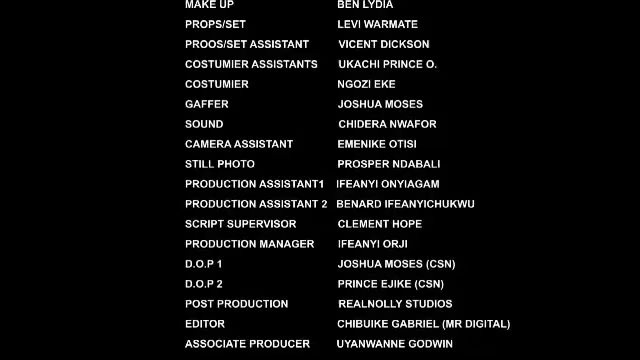 MAKE UP BEN LYDIA
PROPS/SET LEVI WARMATE
PROOS/SET ASSISTANT VICENT DICKSON
COSTUMIER ASSISTANTS UKACHI PRINCE O.
COSTUMIER NGOZI EKE
GAFFER JOSHUA MOSES
SOUND CHIDERA NWAFOR
CAMERA ASSISTANT EMENIKE OTISI
STILL PHOTO PROSPER NDABALI
PRODUCTION ASSISTANT1 IFEANYI ONYIAGAM
PRODUCTION ASSISTANT 2 BENARD IFEANYICHUKWU
SCRIPT SUPERVISOR CLEMENT HOPE
PRODUCTION MANAGER IFEANYI ORJI
D.O.P 1 JOSHUA MOSES (CSN)
D.O.P 2 PRINCE EJIKE (CSN)
POST PRODUCTION REALNOLLY STUDIOS
EDITOR CHIBUIKE GABRIEL (MR DIGITAL)
ASSOCIATE PRODUCER UYANWANNE GODWIN